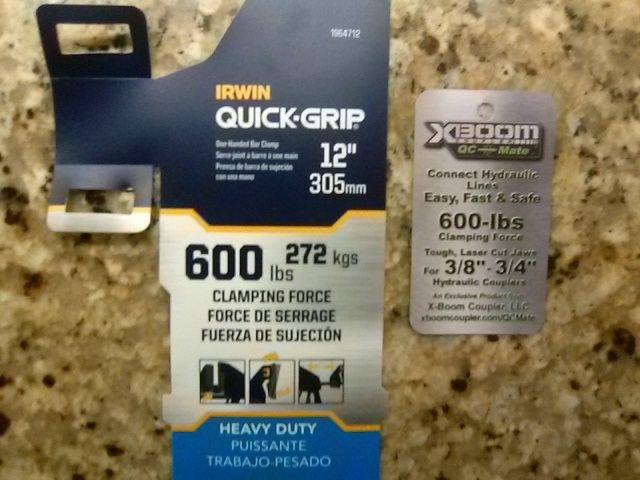 1964712
IRWIN
QUICK-GRIP®
One-Handed Bar Clamp
Serre-joint à barre à une main
Prensa de barra de sujeción
con una mano
12"
305mm
600 lbs 272 kgs
CLAMPING FORCE
FORCE DE SERRAGE
FUERZA DE SUJECIÓN
HEAVY DUTY
PUISSANTE
TRABAJO-PESADO
XBOOM
QC Mate
Connect Hydraulic
Lines
Easy, Fast & Safe
600-lbs
Clamping Force
Tough, Laser Cut Jaws
For 3/8" - 3/4"
Hydraulic Couplers
An Exclusive Product from
X-Boom Coupler, LLC
xboomcoupler.com/QCMate